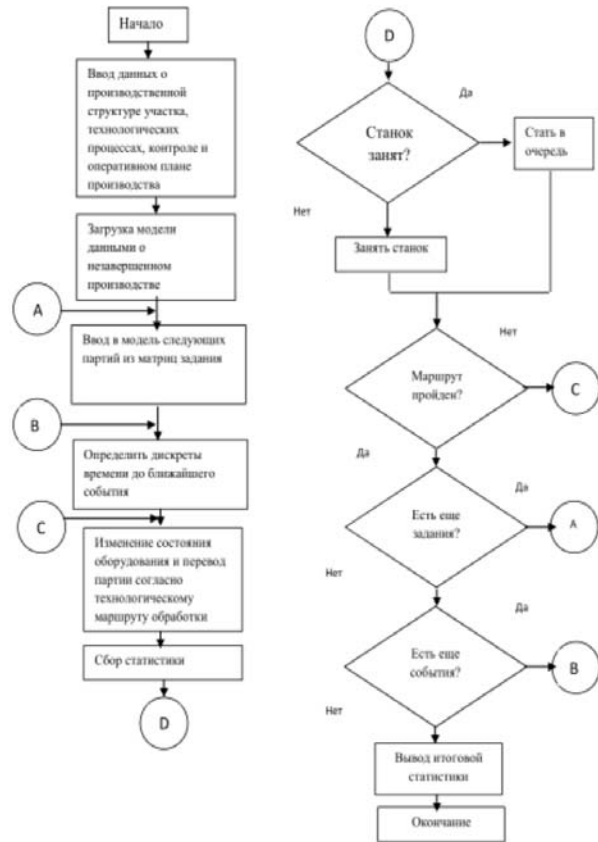 Начало
Ввод данных о
производственной
структуре участка,
технологических
процессах, контроле и
оперативном плане
производства
Загрузка модели
данными о
незавершенном
производстве
A
Ввод в модель следующих
партий из матриц задания
B
Определить дискреты
времени до ближайшего
события
C
Изменение состояния
оборудования и перевод
партии согласно
технологическому
маршруту обработки
Сбор статистики
D
D
Да
Станок
занят?
Стать в
очередь
Нет
Занять станок
Нет
Маршрут
пройден?
C
Да
Да
Есть еще
задания?
A
Нет
Да
Есть еще
события?
B
Нет
Вывод итоговой
статистики
Окончание